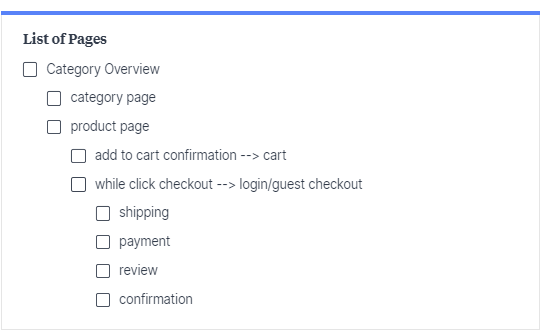 List of Pages
Category Overview
category page
product page
add to cart confirmation --> cart
while click checkout --> login/guest checkout
shipping
payment
review
confirmation